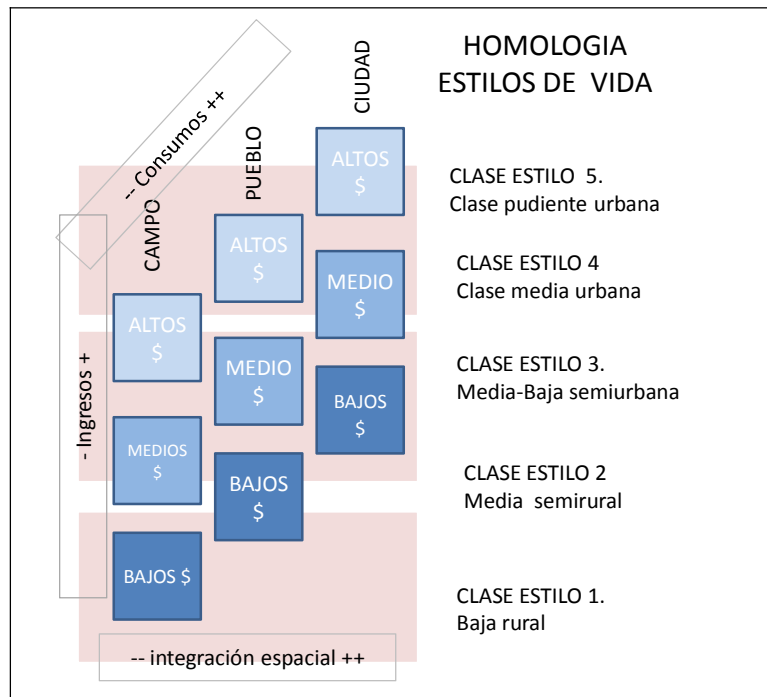 HOMOLOGIA
ESTILOS DE VIDA
-- Consumos ++
- Ingresos +
CAMPO
PUEBLO
CIUDAD
ALTOS
$
ALTOS
$
ALTOS
$
MEDIO
$
MEDIO
$
MEDIOS
$
BAJOS
$
BAJOS
$
BAJOS $
CLASE ESTILO 5.
Clase pudiente urbana
CLASE ESTILO 4
Clase media urbana
CLASE ESTILO 3.
Media-Baja semiurbana
CLASE ESTILO 2
Media semirural
CLASE ESTILO 1.
Baja rural
-- integración espacial ++